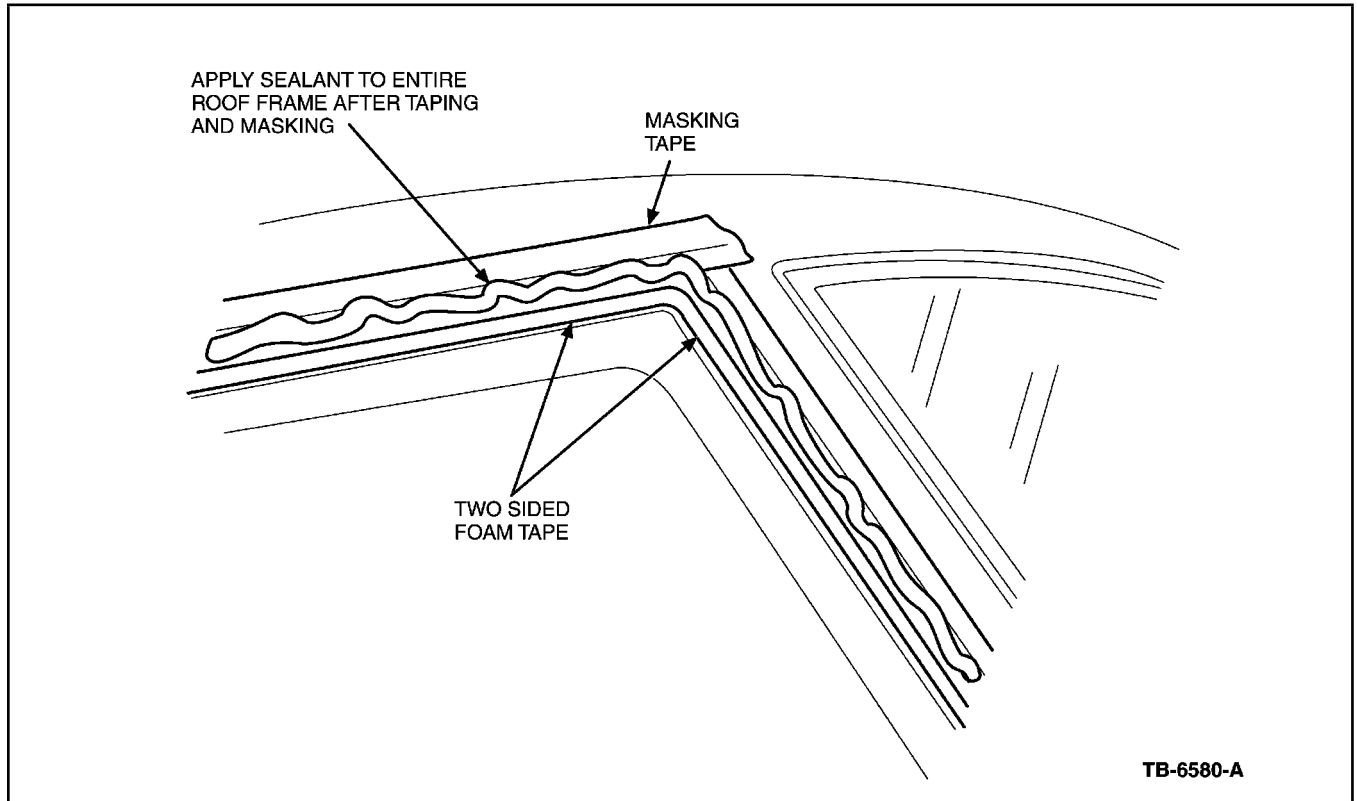 APPLY SEALANT TO ENTIRE
ROOF FRAME AFTER TAPING
AND MASKING
MASKING
TAPE
TWO SIDED
FOAM TAPE
TB-6580-A